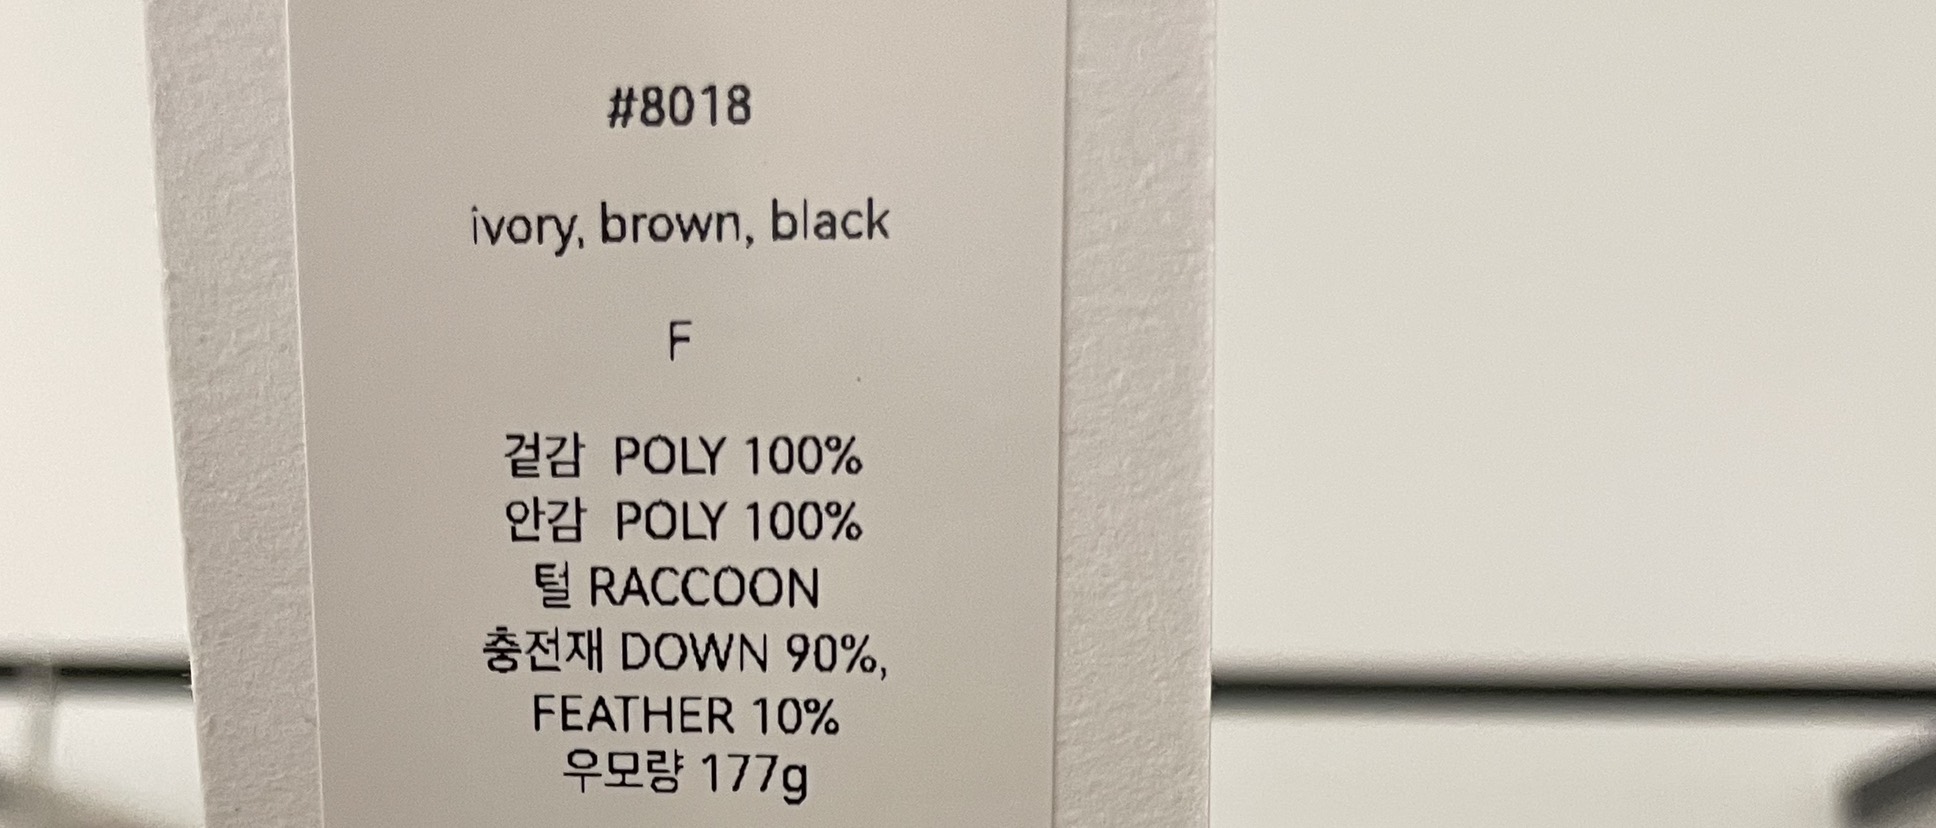 #8018
ivory, brown, black
F
겉감 POLY 100%
안감 POLY 100%
털 RACCOON
충전재 DOWN 90%,
FEATHER 10%
우모량 177g